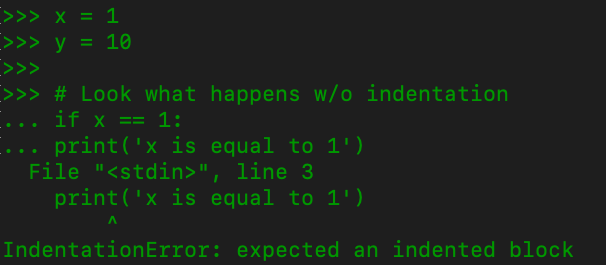 >>> x = 1
>>> y = 10
>>>
>>> # Look what happens w/o indentation
... if x == 1:
... print('x is equal to 1')
  File "<stdin>", line 3
    print('x is equal to 1')
        ^
IndentationError: expected an indented block